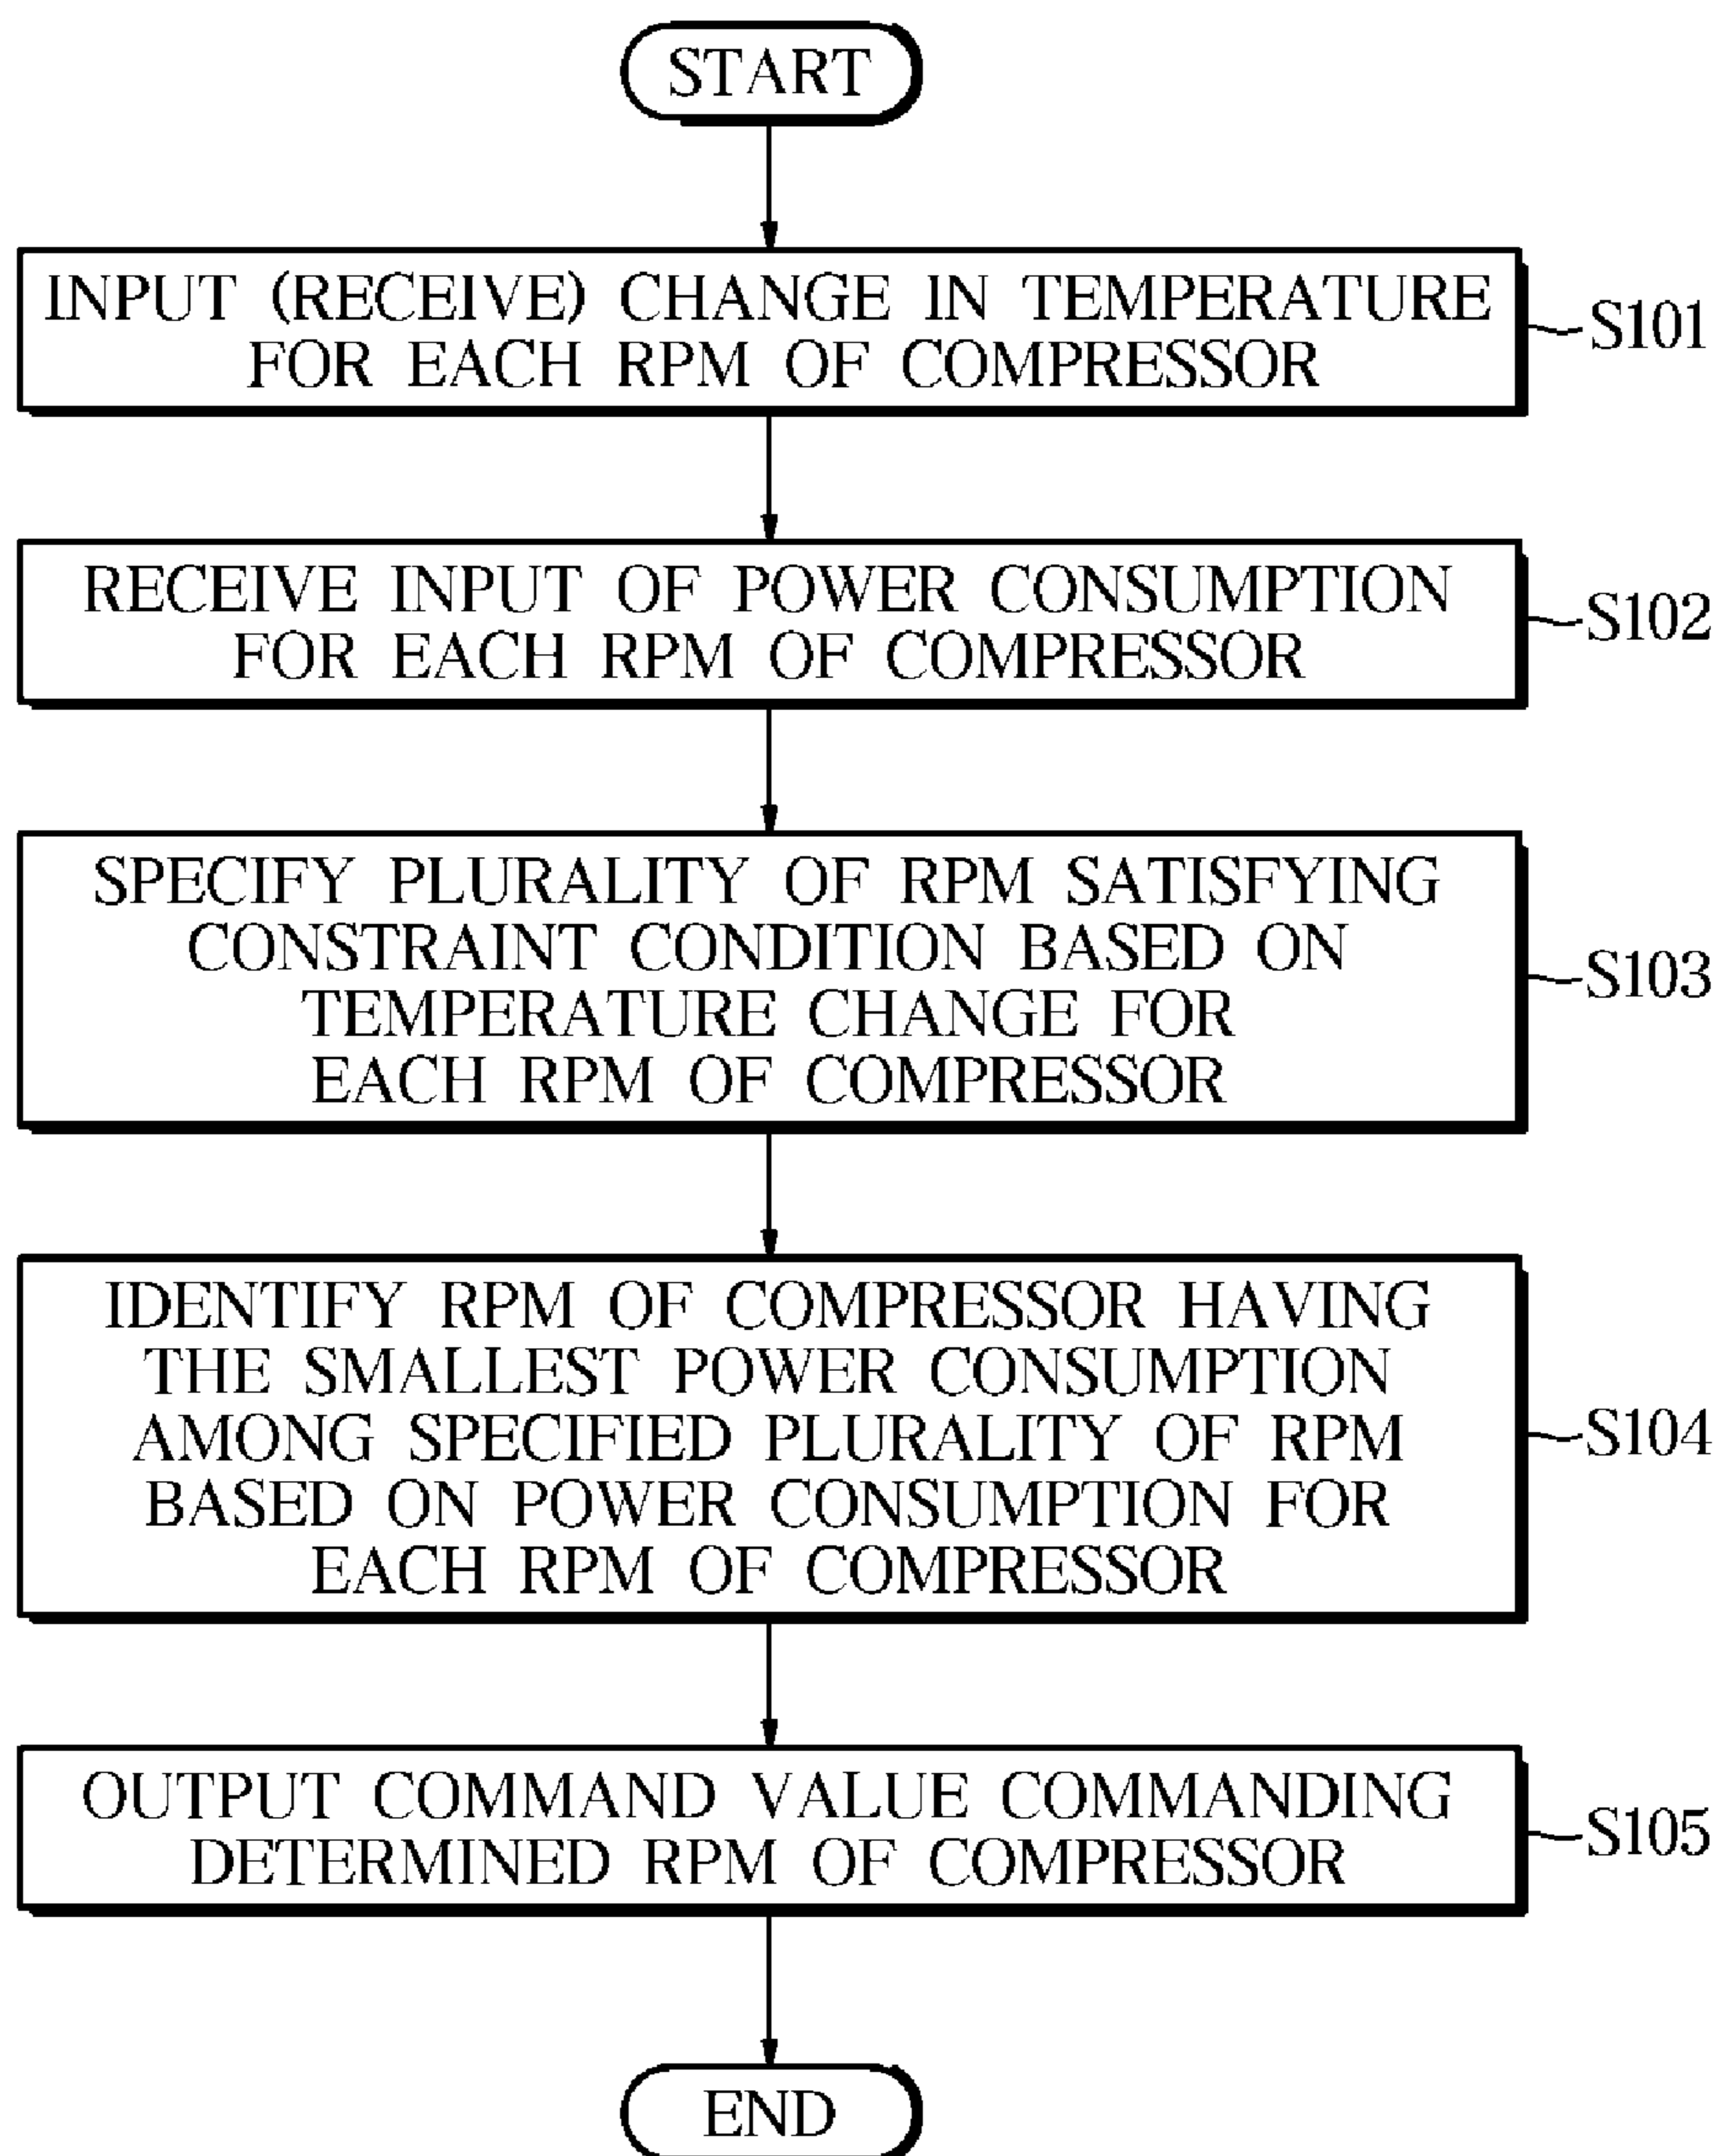 START
INPUT (RECEIVE) CHANGE IN TEMPERATURE
FOR EACH RPM OF COMPRESSOR
S101
RECEIVE INPUT OF POWER CONSUMPTION
FOR EACH RPM OF COMPRESSOR
S102
SPECIFY PLURALITY OF RPM SATISFYING
CONSTRAINT CONDITION BASED ON
TEMPERATURE CHANGE FOR
EACH RPM OF COMPRESSOR
S103
IDENTIFY RPM OF COMPRESSOR HAVING
THE SMALLEST POWER CONSUMPTION
AMONG SPECIFIED PLURALITY OF RPM
BASED ON POWER CONSUMPTION FOR
EACH RPM OF COMPRESSOR
S104
OUTPUT COMMAND VALUE COMMANDING
DETERMINED RPM OF COMPRESSOR
S105
END